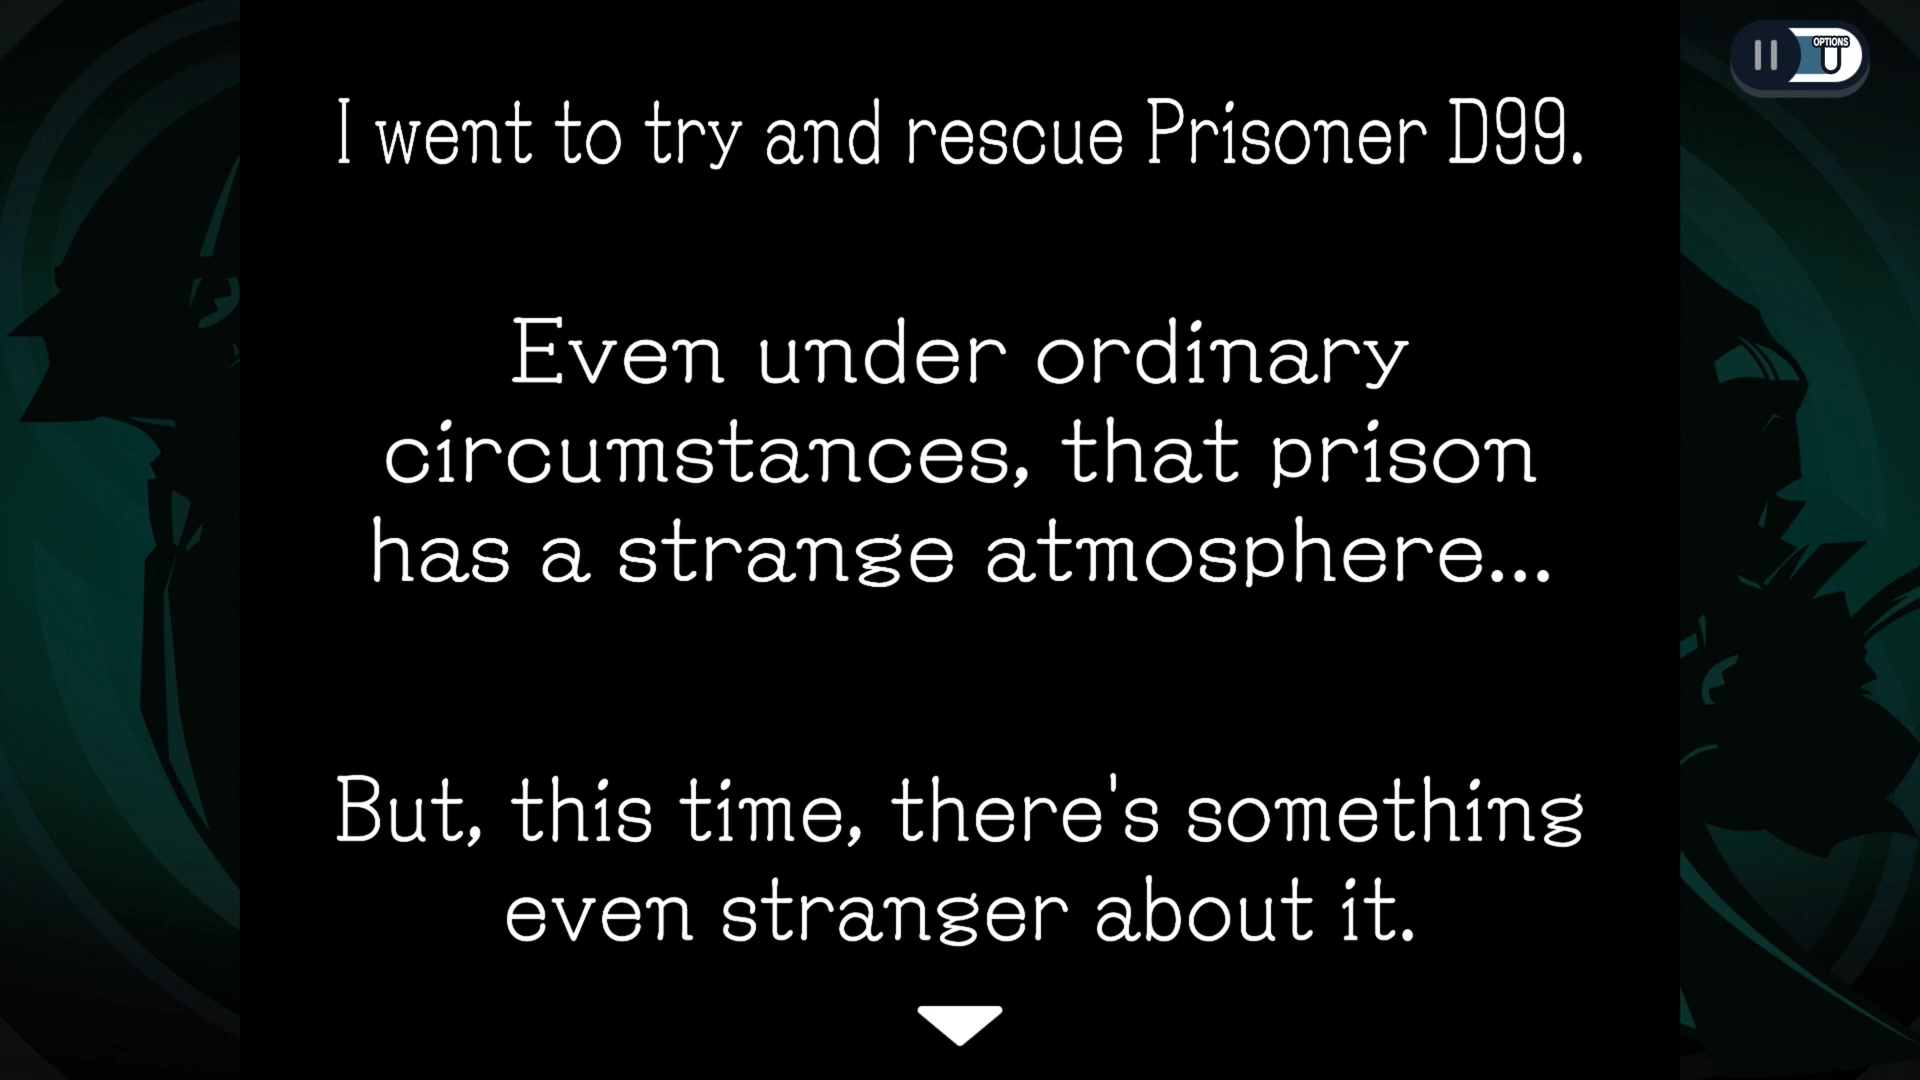 OPTIONS
I went to try and rescue Prisoner D99.
Even under ordinary
circumstances, that prison
has a strange atmosphere...
But, this time, there's something
even stranger about it.